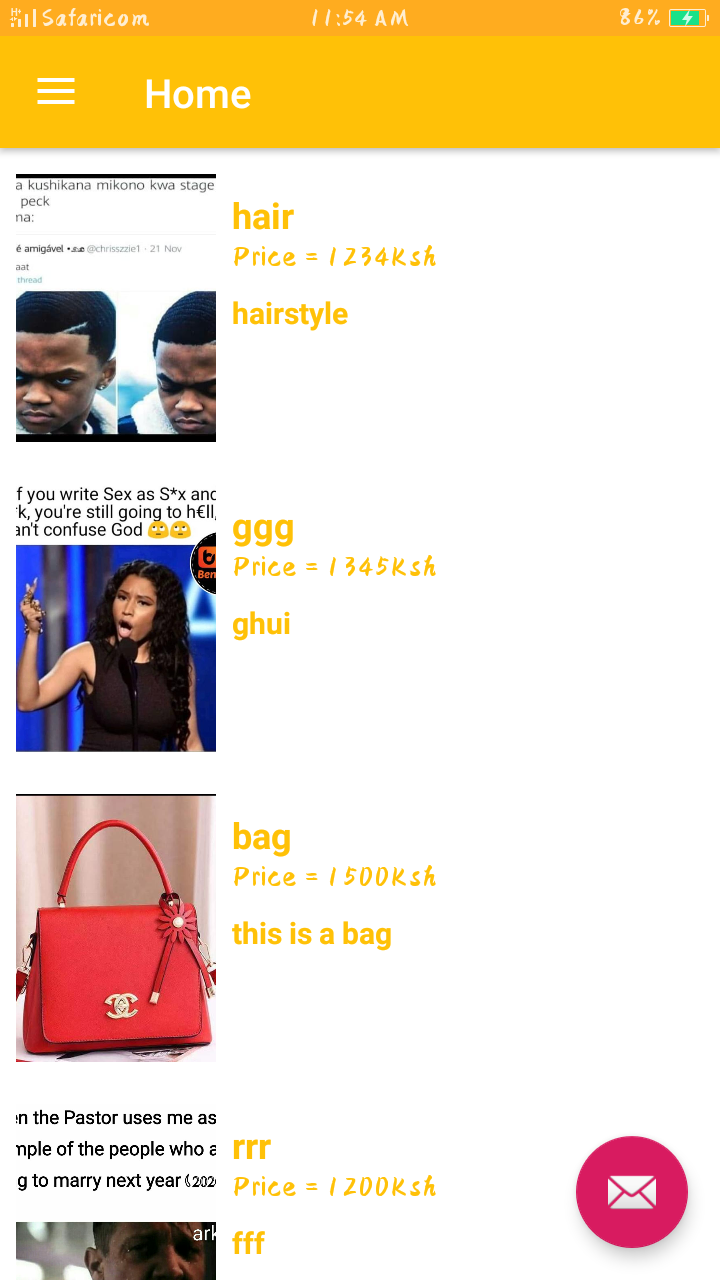 Safaricom 11:54 AM 86%
Home
a kushikana mikono kwa stage
peck
na:
é amigável • @chrisszzie1 · 21 Nov
aat
thread
hair
Price = 1234Ksh
hairstyle
f you write Sex as S*x and
k, you're still going to h€ll,
an't confuse God 🙄🙄
Ben
ggg
Price = 1345Ksh
ghui
bag
Price = 1500Ksh
this is a bag
n the Pastor uses me as
mple of the people who a
g to marry next year (202
ark
rrr
Price = 1200Ksh
fff